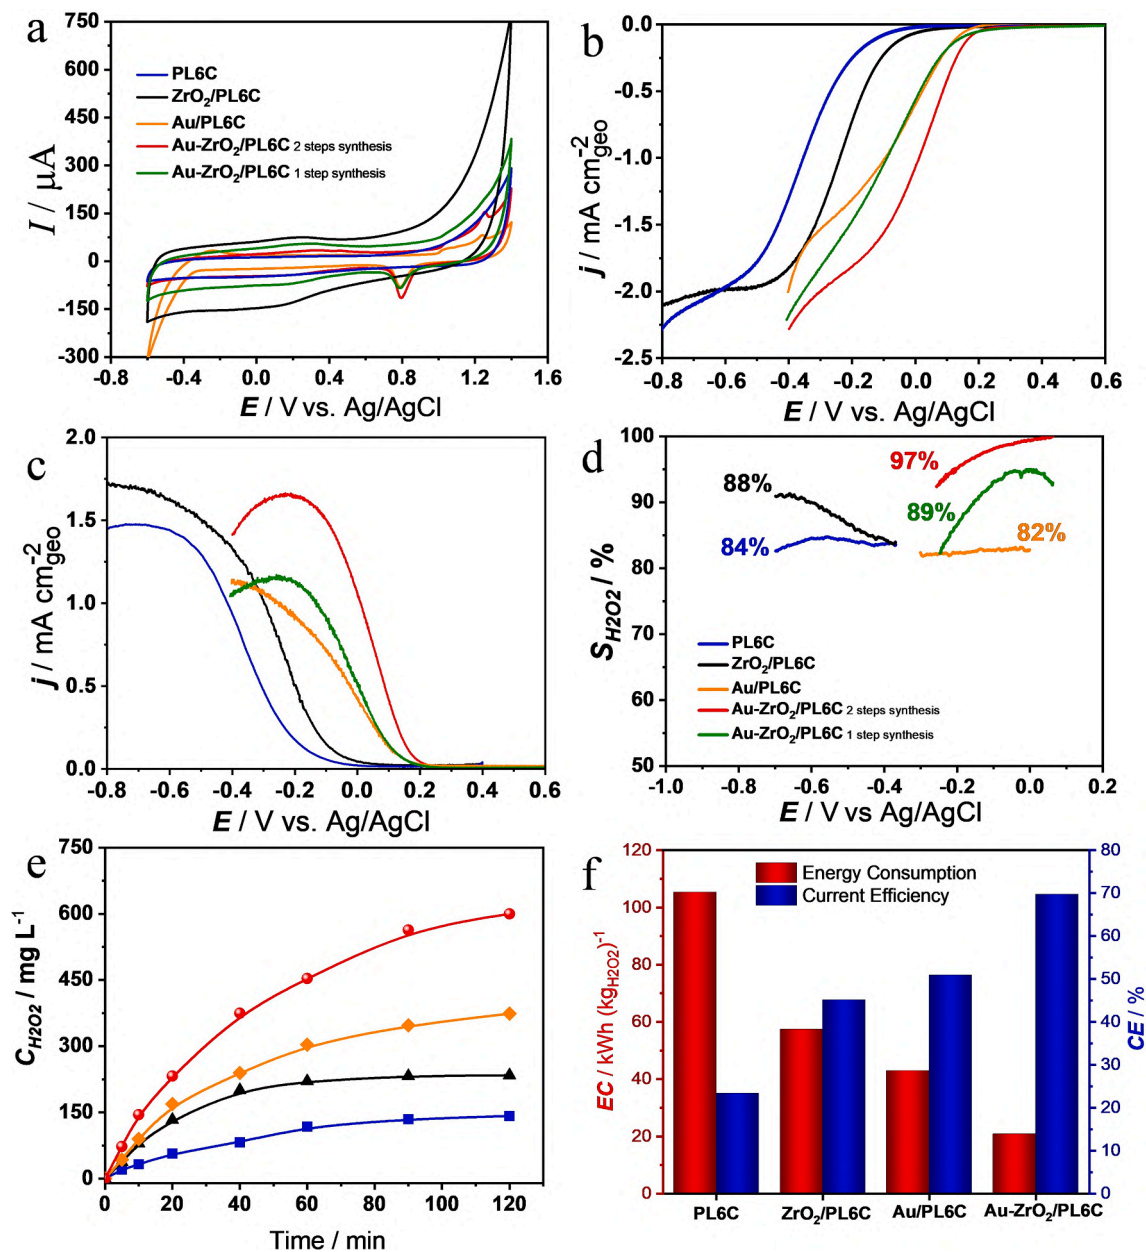 a
750
600
450
300
150
0
-150
-300
I / μA
PL6C
ZrO2/PL6C
Au/PL6C
Au-ZrO2/PL6C 2 steps synthesis
Au-ZrO2/PL6C 1 step synthesis
-0.8 -0.4 0.0 0.4 0.8 1.2 1.6
E / V vs. Ag/AgCl
b
0.0
-0.5
-1.0
-1.5
-2.0
-2.5
j / mA cm-2geo
-0.8 -0.6 -0.4 -0.2 0.0 0.2 0.4 0.6
E / V vs. Ag/AgCl
c
2.0
1.5
1.0
0.5
0.0
j / mA cm-2geo
-0.8 -0.6 -0.4 -0.2 0.0 0.2 0.4 0.6
E / V vs. Ag/AgCl
d
100
90
80
70
60
50
SH2O2 / %
97%
88%
89%
84%
82%
PL6C
ZrO2/PL6C
Au/PL6C
Au-ZrO2/PL6C 2 steps synthesis
Au-ZrO2/PL6C 1 step synthesis
-1.0 -0.8 -0.6 -0.4 -0.2 0.0 0.2
E / V vs Ag/AgCl
e
750
600
450
300
150
0
CH2O2 / mg L-1
0 20 40 60 80 100 120
Time / min
f
120
100
80
60
40
20
0
EC / kWh (kgH2O2)-1
Energy Consumption
Current Efficiency
80
70
60
50
40
30
20
10
0
CE / %
PL6C ZrO2/PL6C Au/PL6C Au-ZrO2/PL6C